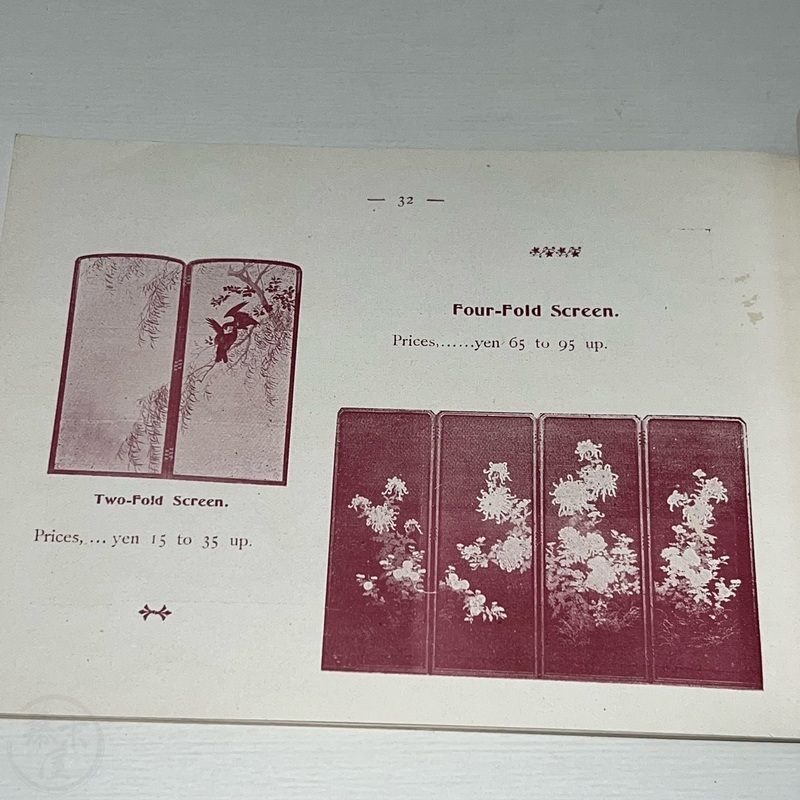 — 32 —
Two-Fold Screen.
Prices,... yen 15 to 35 up.
Four-Fold Screen.
Prices,......yen 65 to 95 up.